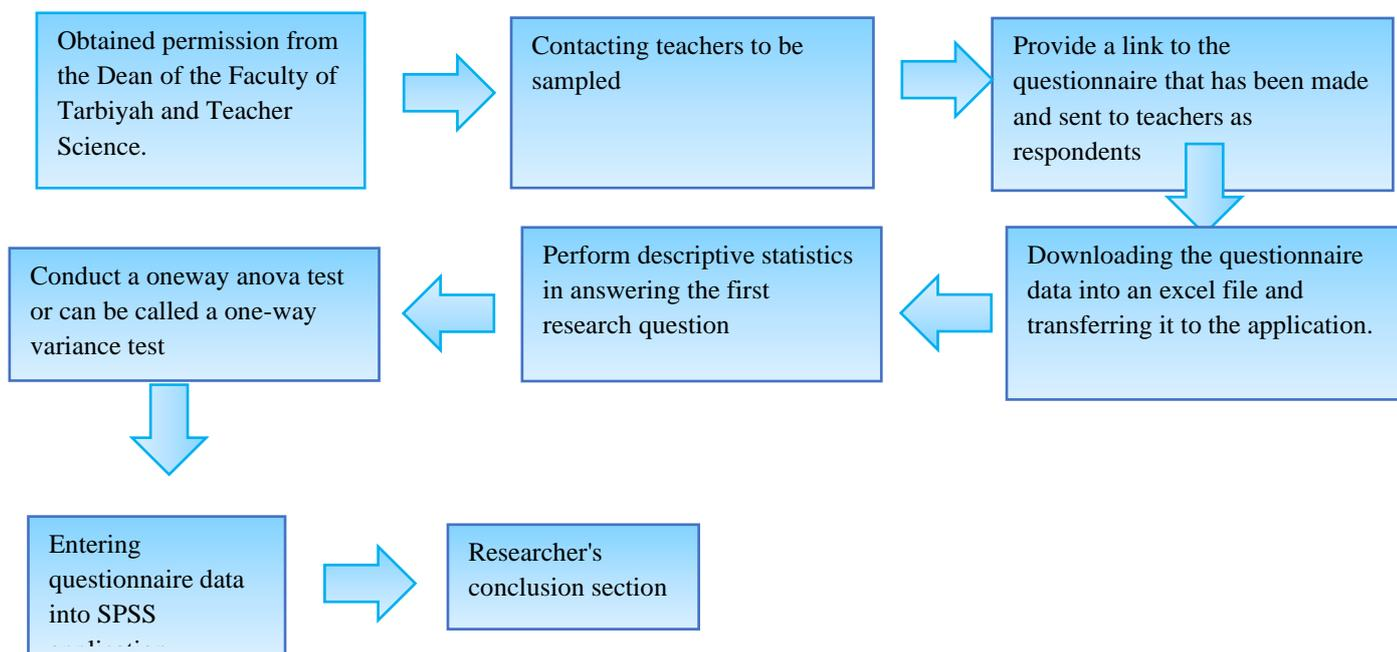 Obtained permission from
the Dean of the Faculty of
Tarbiyah and Teacher
Science.
Contacting teachers to be
sampled
Provide a link to the
questionnaire that has been made
and sent to teachers as
respondents
Downloading the questionnaire
data into an excel file and
transferring it to the application.
Perform descriptive statistics
in answering the first
research question
Conduct a oneway anova test
or can be called a one-way
variance test
Entering
questionnaire data
into SPSS
Researcher's
conclusion section